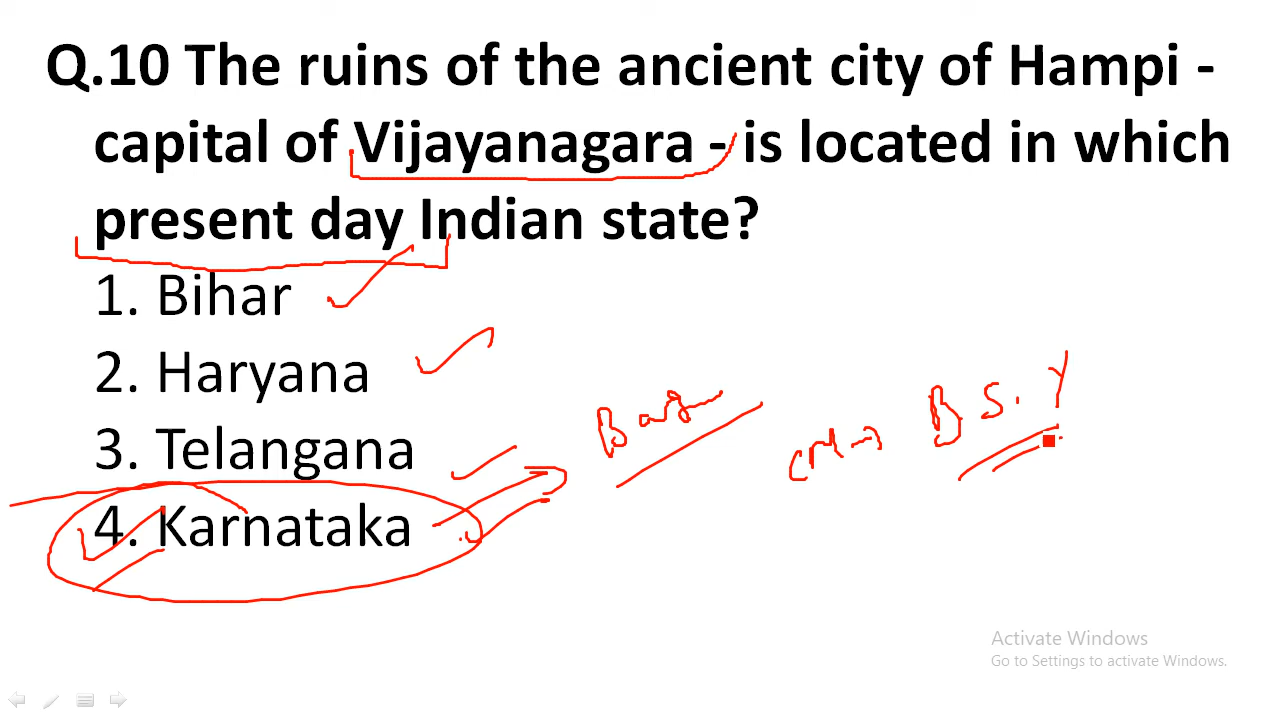 Q.10 The ruins of the ancient city of Hampi -
capital of Vijayanagara - is located in which
present day Indian state?
1. Bihar
2. Haryana
3. Telangana
4. Karnataka
CM → B S. Y
Activate Windows
Go to Settings to activate Windows.